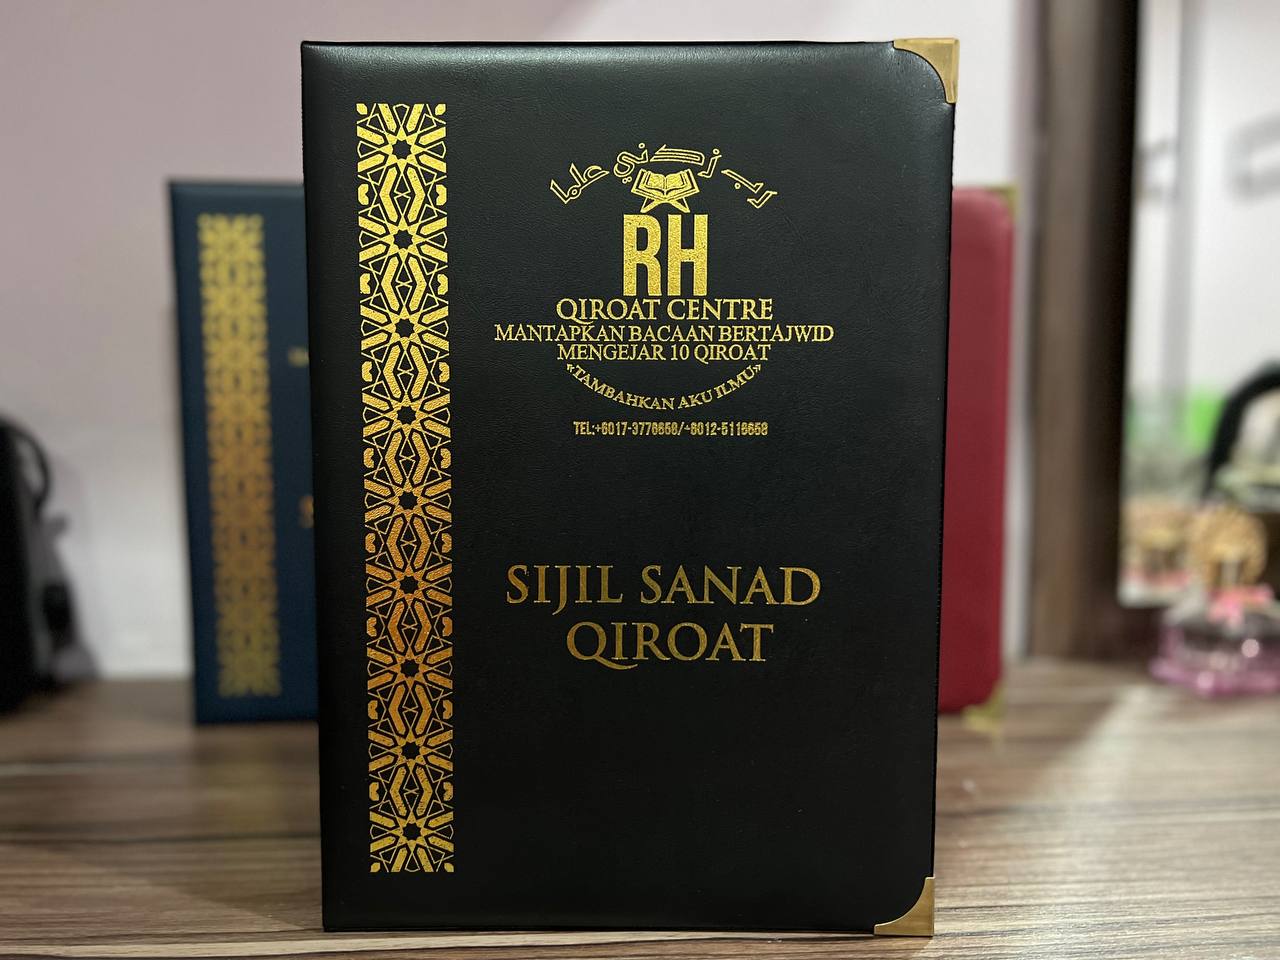 رب زدني علما
RH
QIROAT CENTRE
MANTAPKAN BACAAN BERTAJWID
MENGEJAR 10 QIROAT
«TAMBAHKAN AKU ILMU»
TEL:+6017-3776658/+6012-5116658
SIJIL SANAD
QIROAT